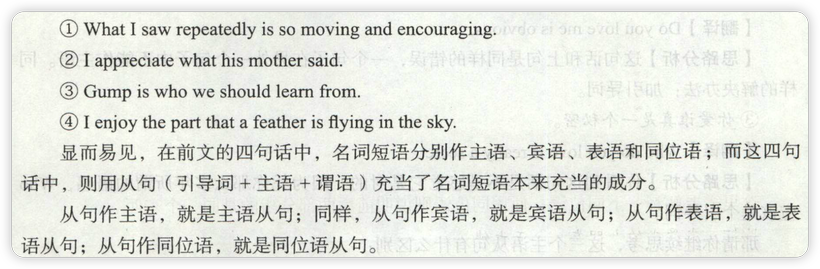 ① What I saw repeatedly is so moving and encouraging.
② I appreciate what his mother said.
③ Gump is who we should learn from.
④ I enjoy the part that a feather is flying in the sky.
显而易见，在前文的四句话中，名词短语分别作主语、宾语、表语和同位语；而这四句
话中，则用从句（引导词 + 主语 + 谓语）充当了名词短语本来充当的成分。
从句作主语，就是主语从句；同样，从句作宾语，就是宾语从句；从句作表语，就是表
语从句；从句作同位语，就是同位语从句。